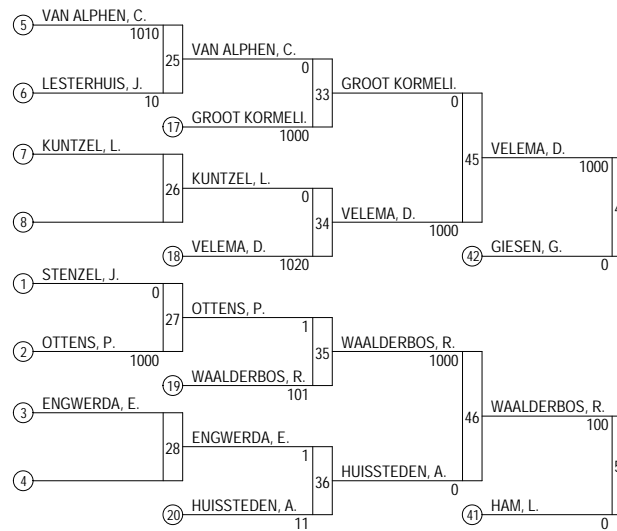 5 VAN ALPHEN, C.
1010
25 VAN ALPHEN, C.
0
6 LESTERHUIS, J.
10
33 GROOT KORMELI.
0
17 GROOT KORMELI.
1000
7 KUNTZEL, L.
45 VELEMA, D.
1000
26 KUNTZEL, L.
0
8
34 VELEMA, D.
1000
18 VELEMA, D.
1020
42 GIESEN, G.
0
1 STENZEL, J.
0
27 OTTENS, P.
1
2 OTTENS, P.
1000
35 WAALDERBOS, R.
1000
19 WAALDERBOS, R.
101
3 ENGWERDA, E.
46 WAALDERBOS, R.
100
28 ENGWERDA, E.
1
4
36 HUISSTEDEN, A.
0
20 HUISSTEDEN, A.
11
41 HAM, L.
0